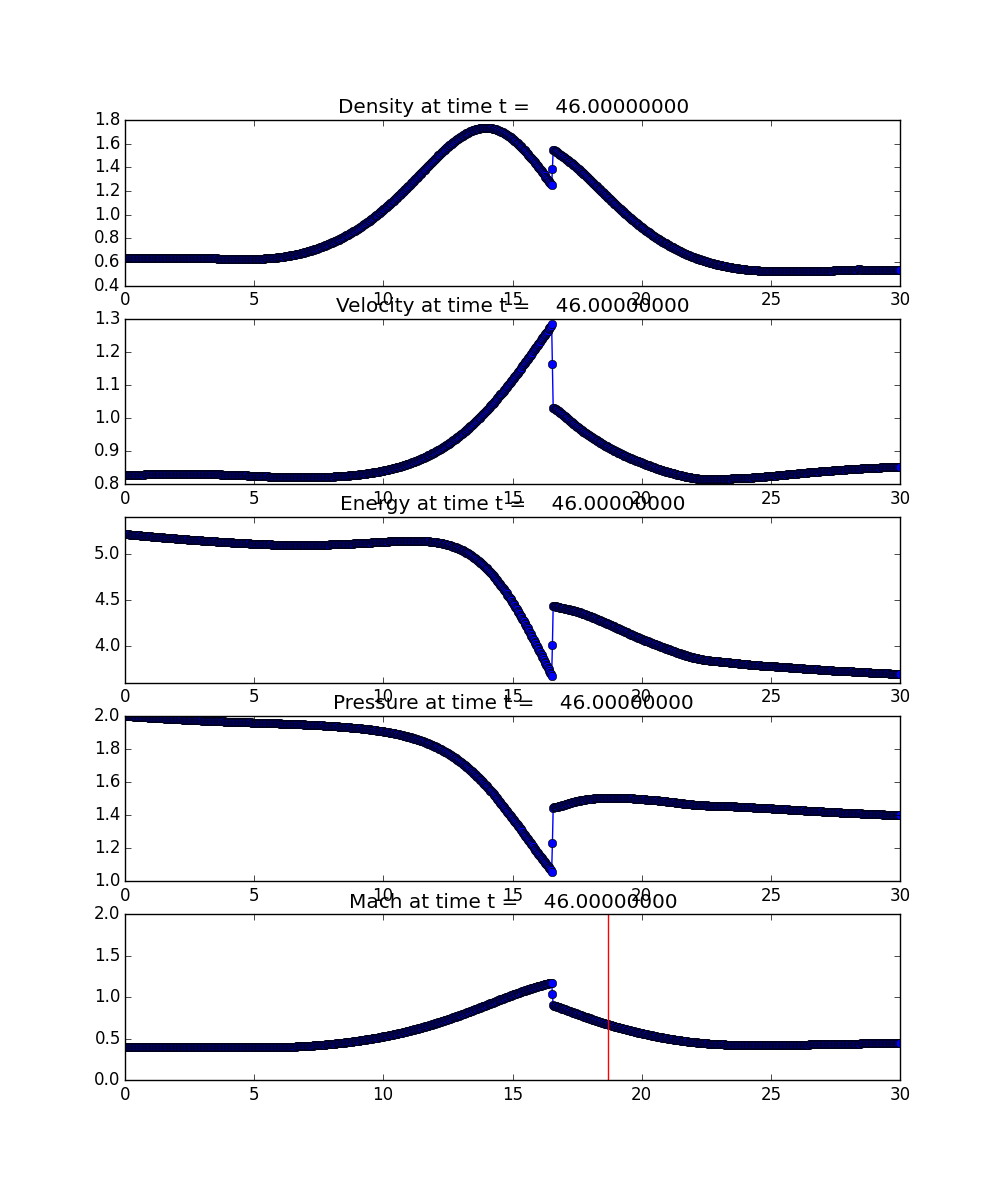 Density at time t = 46.00000000
1.8
1.6
1.4
1.2
1.0
0.8
0.6
0.4
0 5 10 15 20 25 30
Velocity at time t = 46.00000000
1.3
1.2
1.1
1.0
0.9
0.8
0 5 10 15 20 25 30
Energy at time t = 46.00000000
5.0
4.5
4.0
0 5 10 15 20 25 30
Pressure at time t = 46.00000000
2.0
1.8
1.6
1.4
1.2
1.0
0 5 10 15 20 25 30
Mach at time t = 46.00000000
2.0
1.5
1.0
0.5
0.0
0 5 10 15 20 25 30